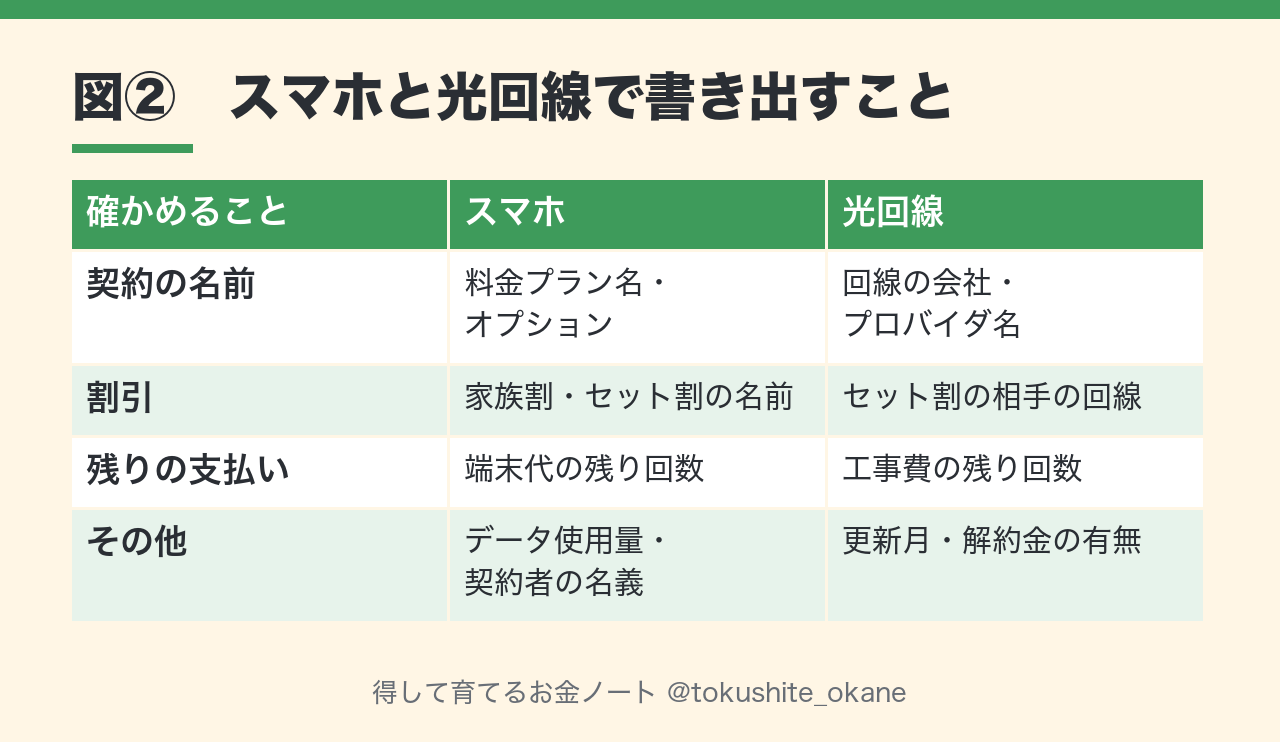 図②　スマホと光回線で書き出すこと
確かめること
スマホ
光回線
契約の名前
料金プラン名・
オプション
回線の会社・
プロバイダ名
割引
家族割・セット割の名前
セット割の相手の回線
残りの支払い
端末代の残り回数
工事費の残り回数
その他
データ使用量・
契約者の名義
更新月・解約金の有無
得して育てるお金ノート @tokushite_okane